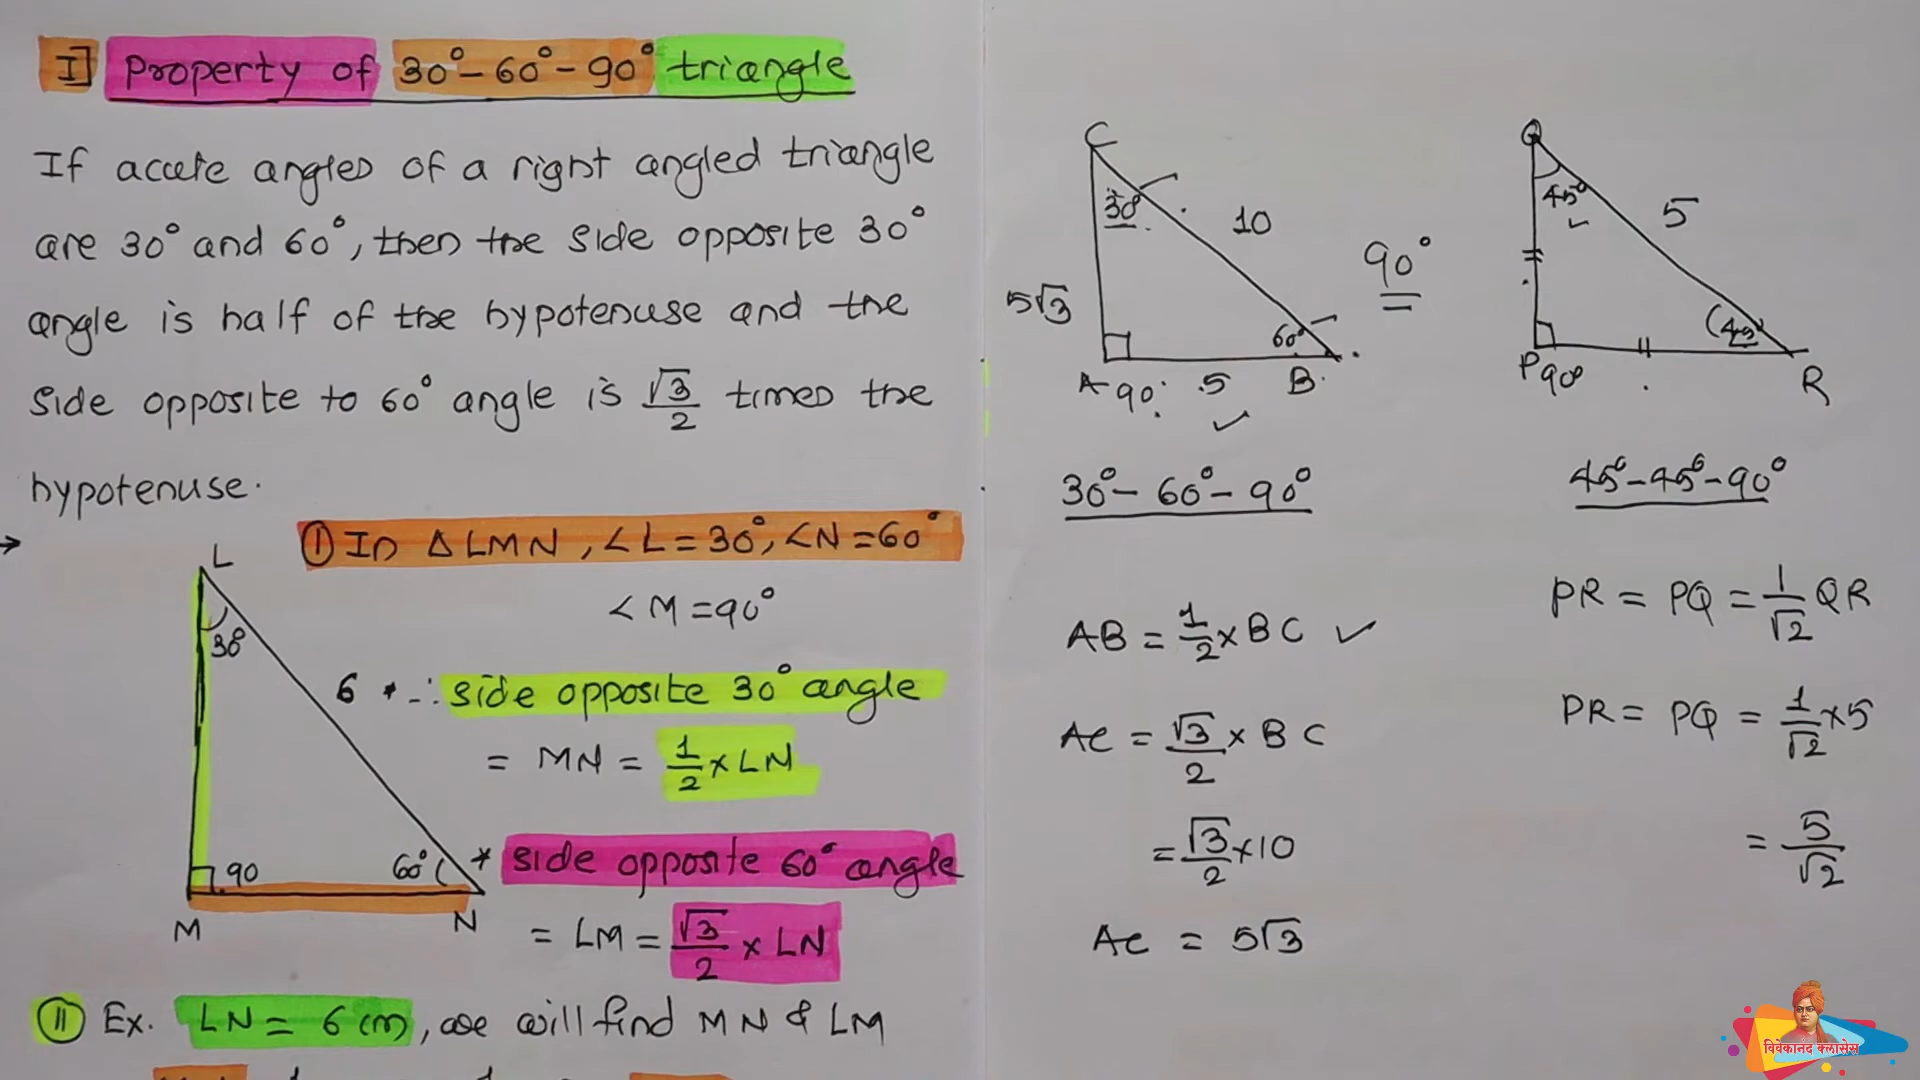 I] Property of 30°-60°-90° triangle
If acute angles of a right angled triangle
are 30° and 60°, then the side opposite 30°
angle is half of the hypotenuse and the
side opposite to 60° angle is √3/2 times the
hypotenuse.
① In △LMN, ∠L=30°, ∠N=60°
∠M=90°
L
30°
6
90
60°
M
N
* ∴ side opposite 30° angle
= MN = 1/2 × LN
* side opposite 60° angle
= LM = √3/2 × LN
⑪ Ex. LN = 6 cm, we will find MN & LM
C
30°
10
5√3
60°
90°
A 90° 5 B
30°-60°-90°
AB = 1/2 × BC ✓
AC = √3/2 × BC
= √3/2 × 10
AC = 5√3
Q
45°
5
45
P 90°
R
45°-45°-90°
PR = PQ = 1/√2 QR
PR = PQ = 1/√2 × 5
= 5/√2
विवेकानंद क्लासेस